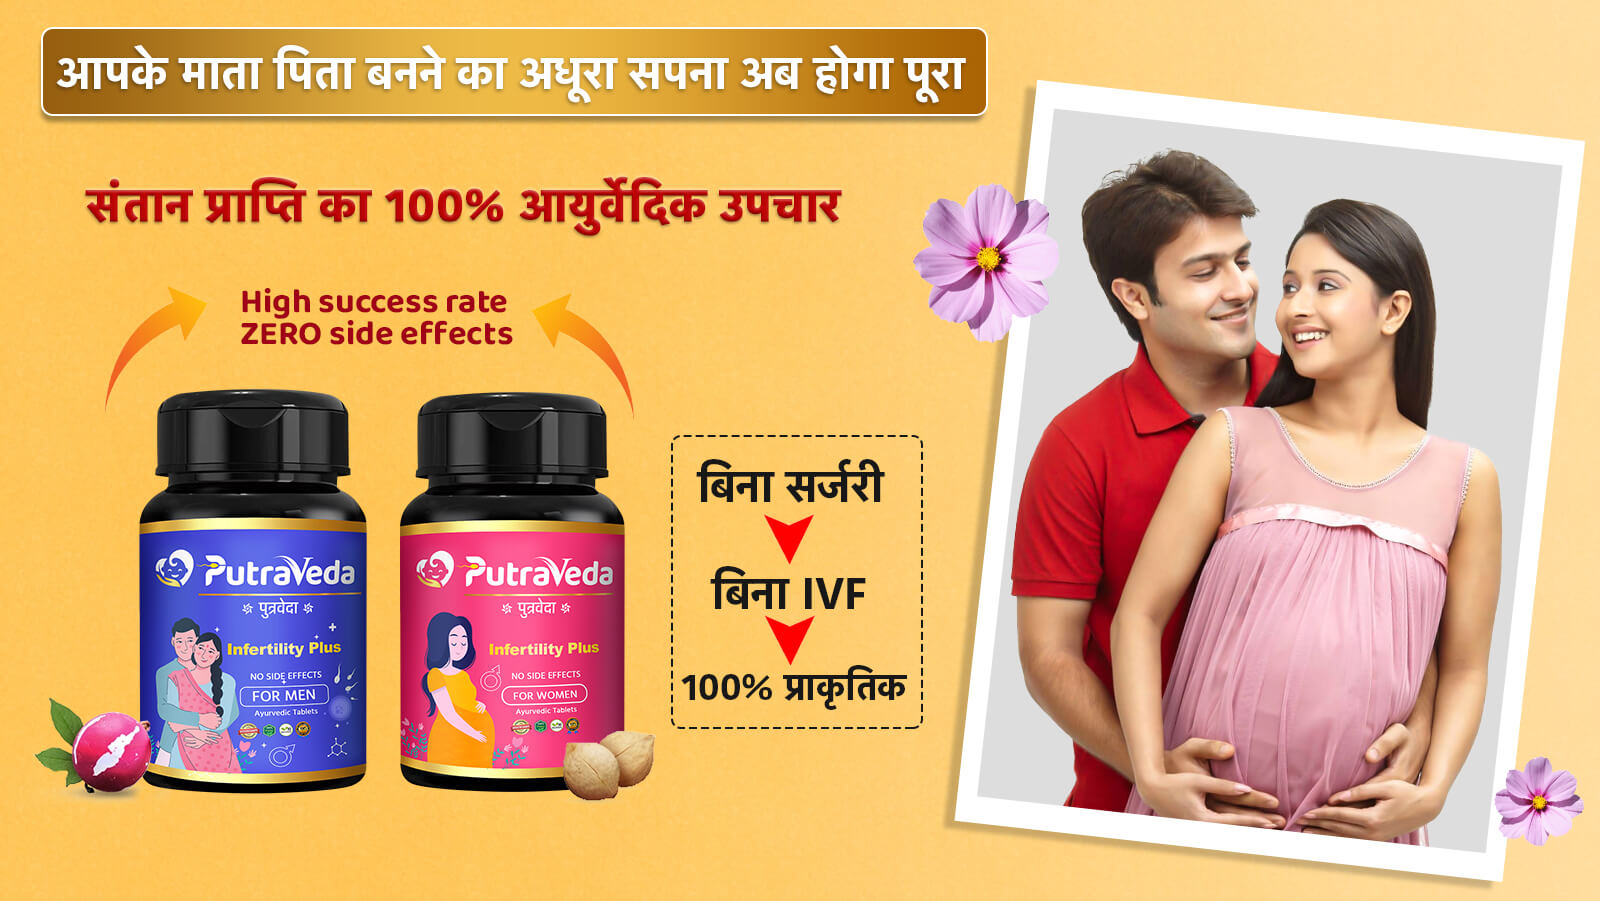 आपके माता पिता बनने का अधूरा सपना अब होगा पूरा
संतान प्राप्ति का 100% आयुर्वेदिक उपचार
High success rate
ZERO side effects
PutraVeda
पुत्रवेदा
Infertility Plus
NO SIDE EFFECTS
FOR MEN
Ayurvedic Tablets
PutraVeda
पुत्रवेदा
Infertility Plus
NO SIDE EFFECTS
FOR WOMEN
Ayurvedic Tablets
बिना सर्जरी
बिना IVF
100% प्राकृतिक